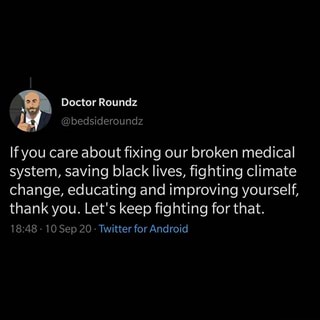 Doctor Roundz
@bedsideroundz
If you care about fixing our broken medical
system, saving black lives, fighting climate
change, educating and improving yourself,
thank you. Let's keep fighting for that.
18:48 · 10 Sep 20 · Twitter for Android